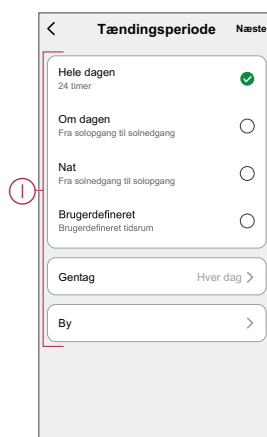 Tændingsperiode Næste
Hele dagen
24 timer
Om dagen
Fra solopgang til solnedgang
Nat
Fra solnedgang til solopgang
Brugerdefineret
Brugerdefineret tidsrum
Gentag Hver dag
By